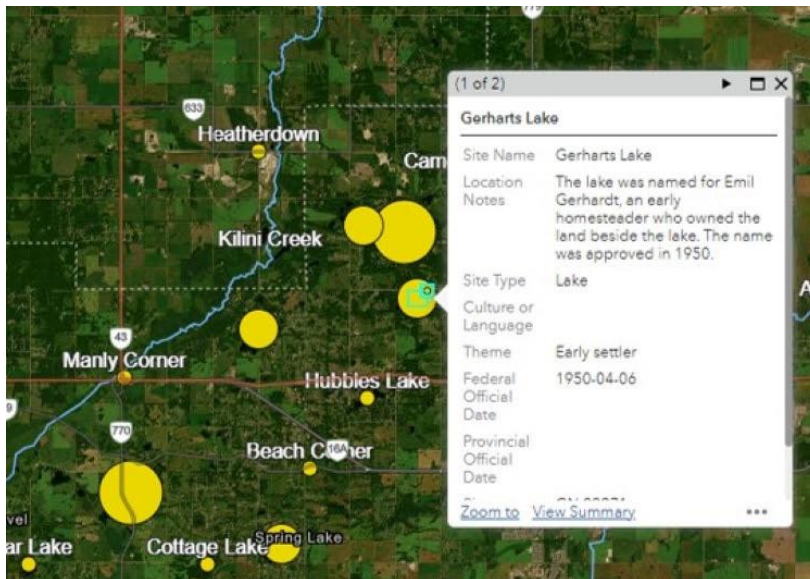 779
633
Heatherdown
Cam
Kilini Creek
43
Manly Corner
Hubbles Lake
770
Beach Corner
16A
Spring Lake
ar Lake
Cottage Lake
(1 of 2)
Gerharts Lake
Site Name Gerharts Lake
Location Notes The lake was named for Emil
Gerhardt, an early
homesteader who owned the
land beside the lake. The name
was approved in 1950.
Site Type Lake
Culture or
Language
Theme Early settler
Federal 1950-04-06
Official
Date
Provincial
Official
Date
Zoom to View Summary